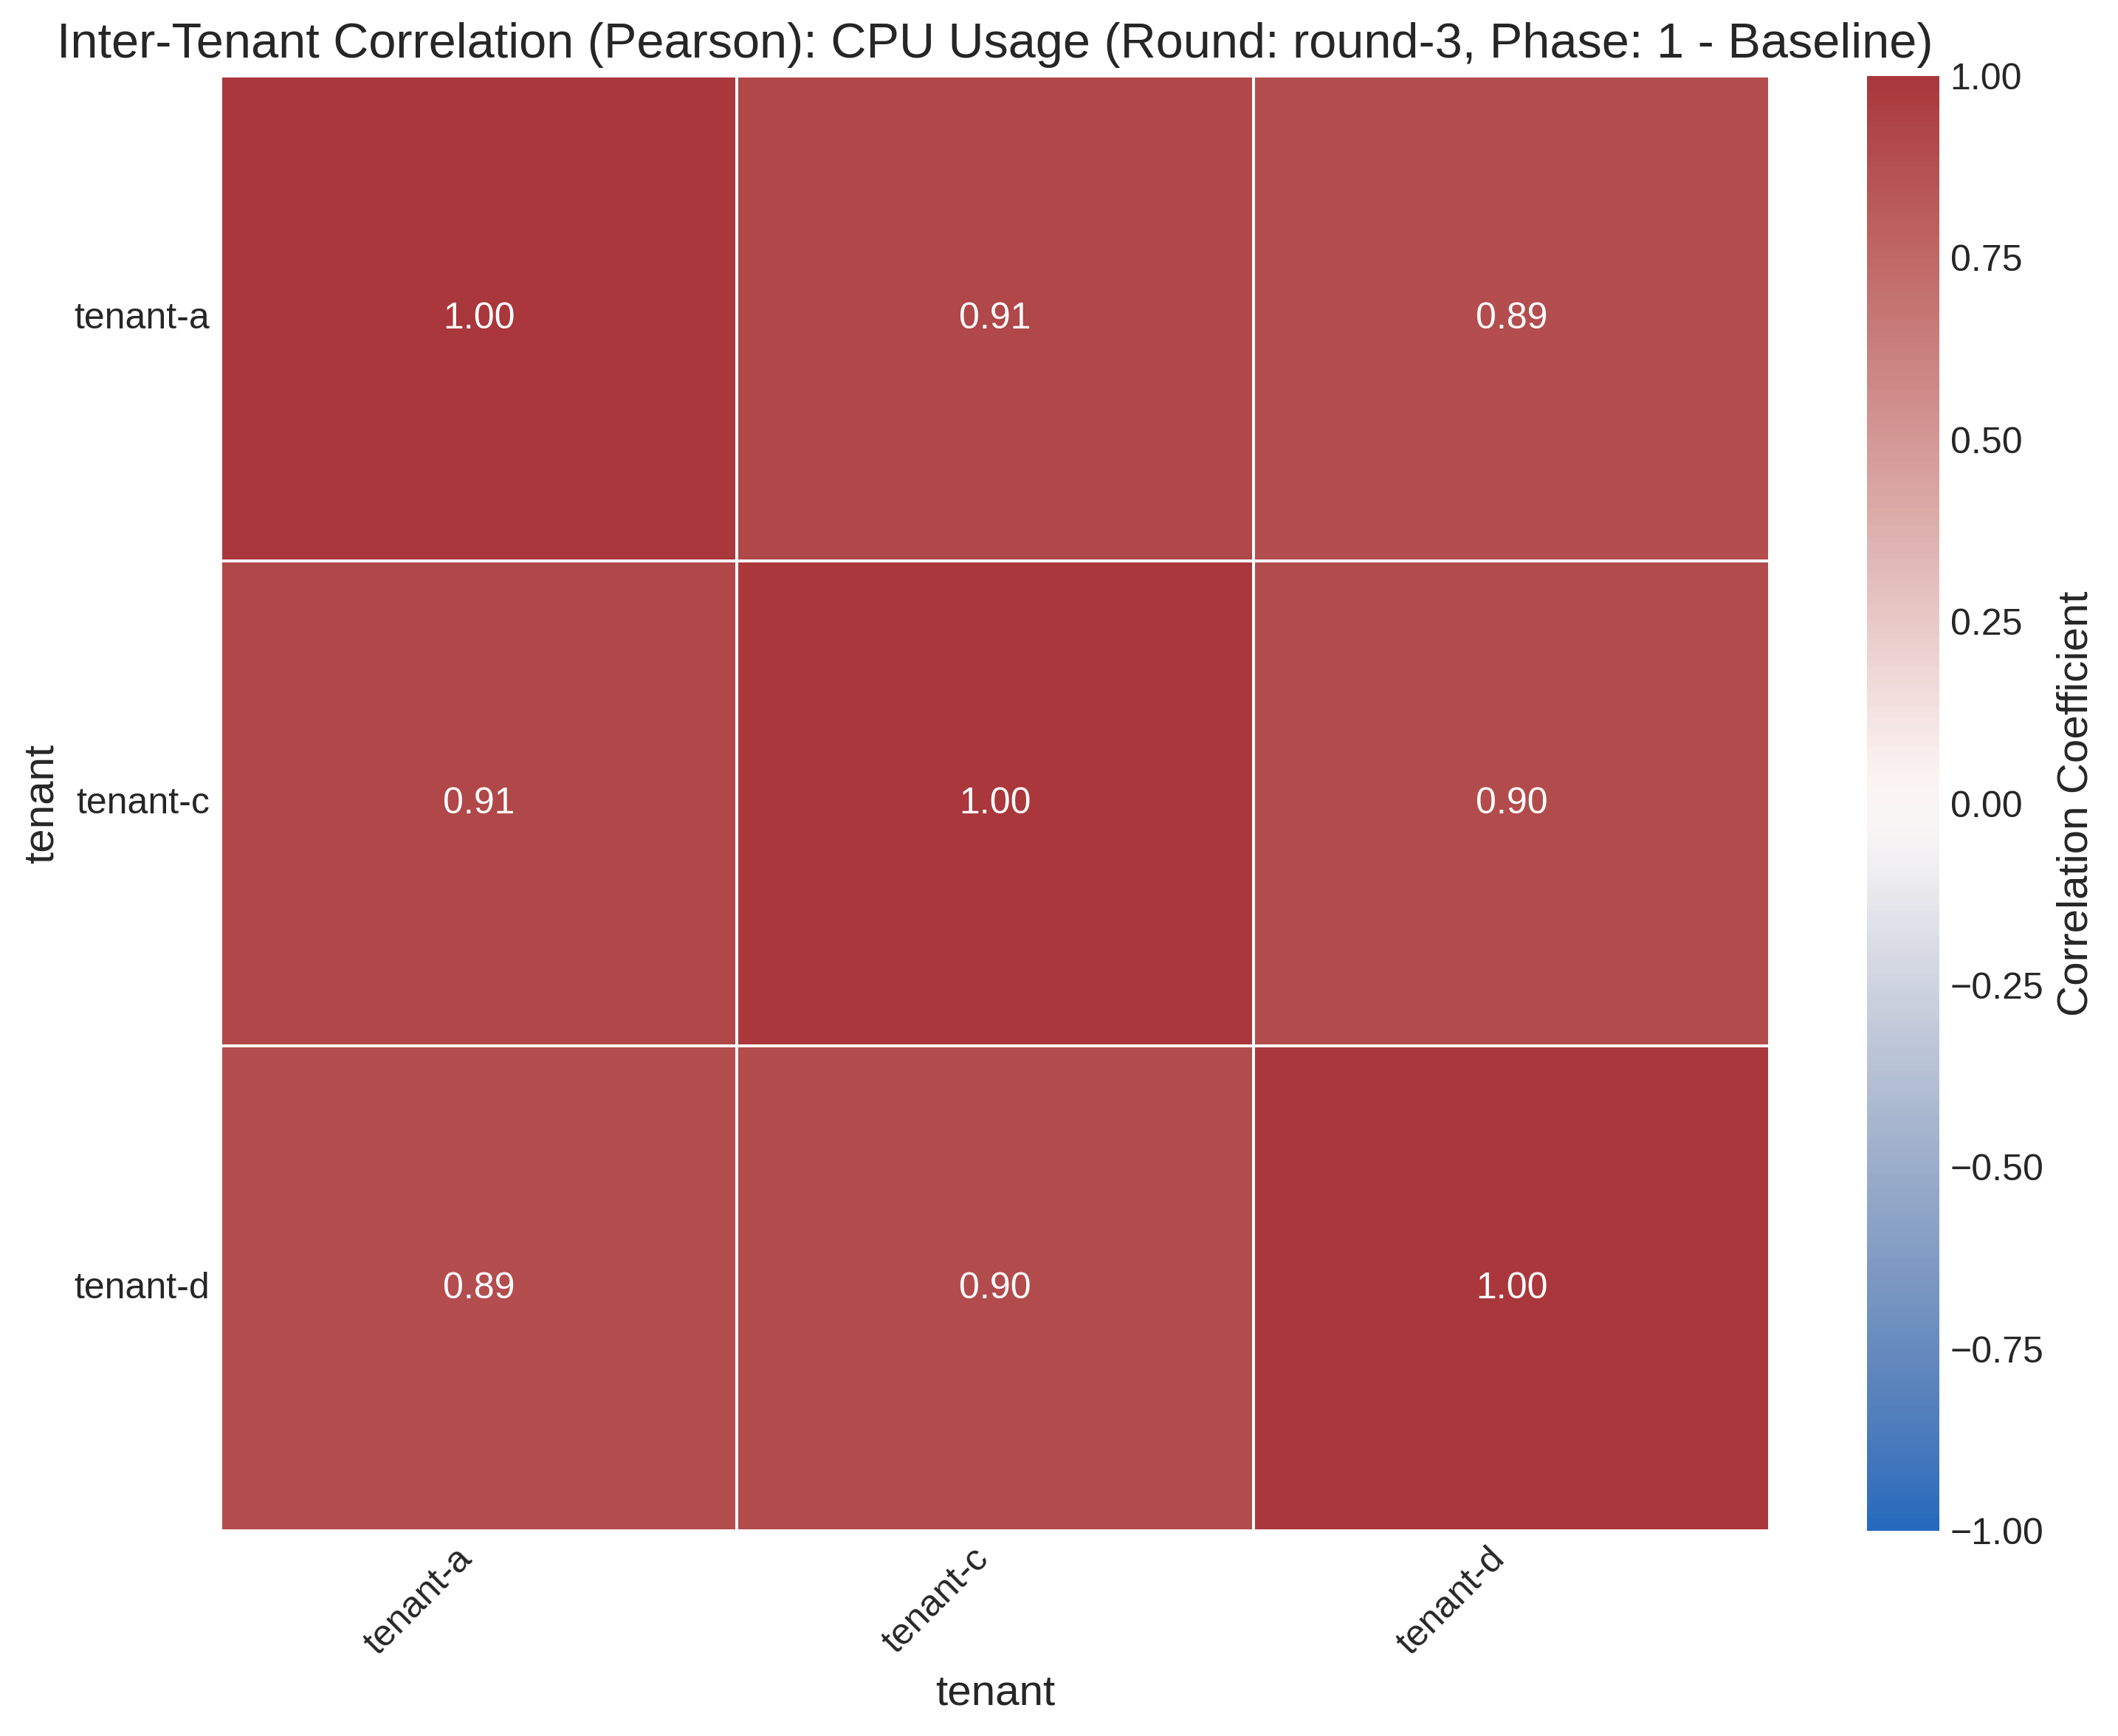 Inter-Tenant Correlation (Pearson): CPU Usage (Round: round-3, Phase: 1 - Baseline)
tenant
tenant-a
1.00
0.91
0.89
tenant-c
0.91
1.00
0.90
tenant-d
0.89
0.90
1.00
tenant-a
tenant-c
tenant-d
tenant
1.00
0.75
0.50
0.25
0.00
−0.25
−0.50
−0.75
−1.00
Correlation Coefficient